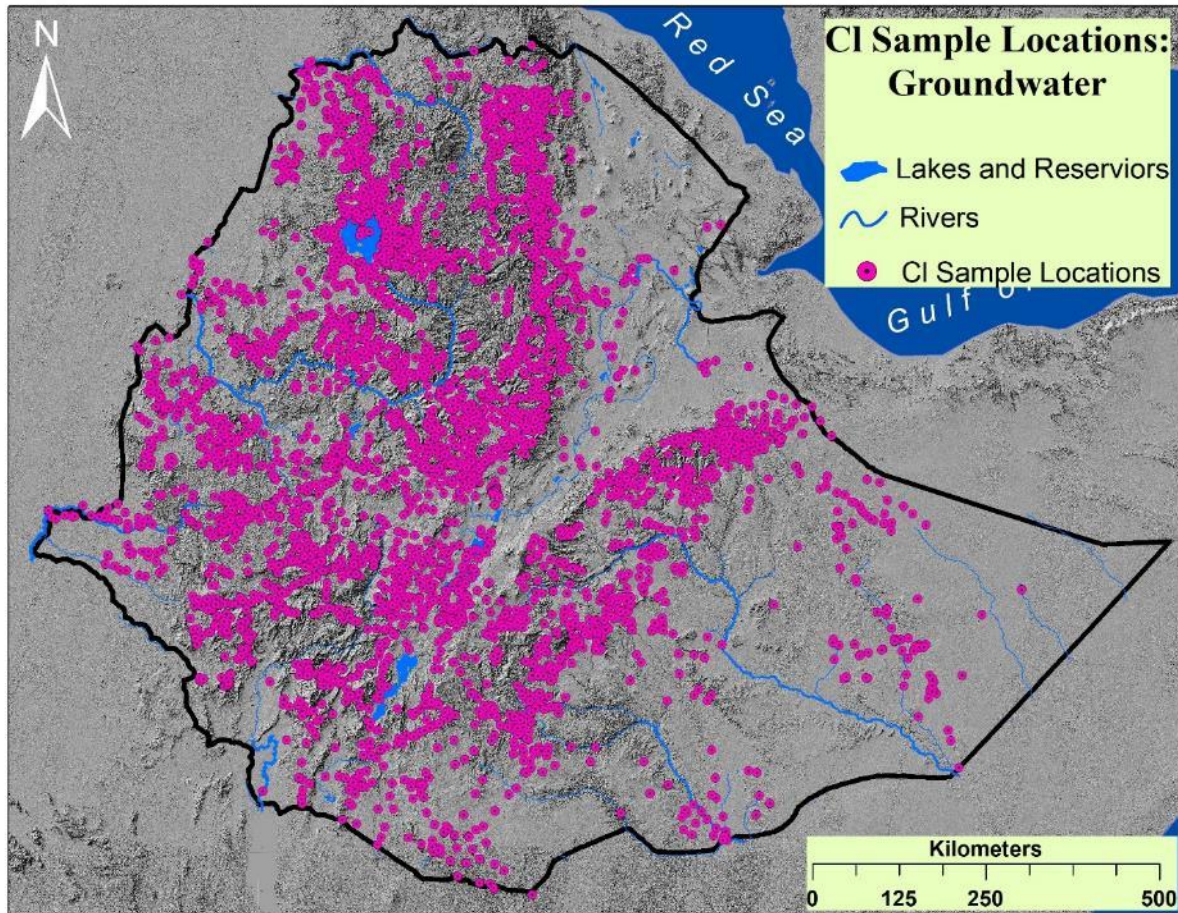 N
Red Sea
Cl Sample Locations:
Groundwater
Lakes and Reserviors
Rivers
Cl Sample Locations
Gulf
Kilometers
0 125 250 500